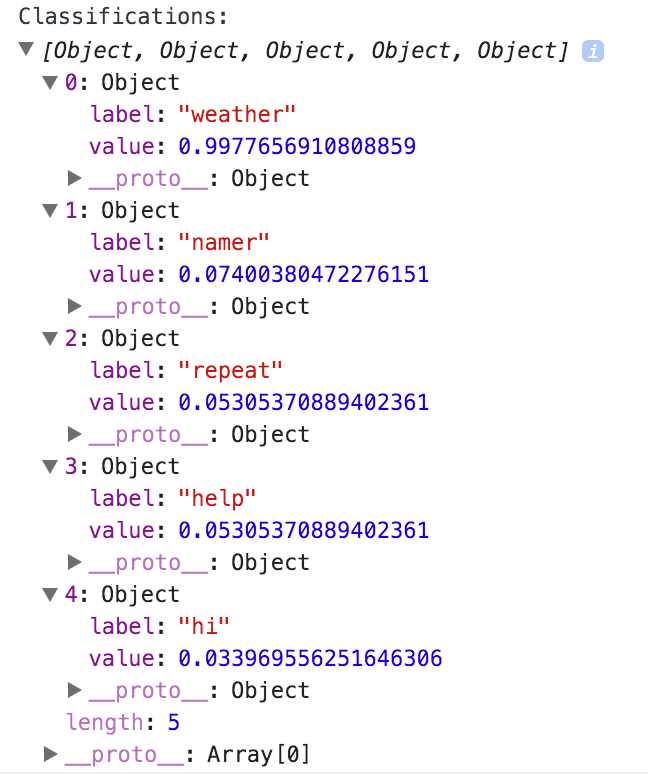 Classifications:
▼ [Object, Object, Object, Object, Object] i
▼ 0: Object
label: "weather"
value: 0.9977656910808859
▶ __proto__: Object
▼ 1: Object
label: "namer"
value: 0.07400380472276151
▶ __proto__: Object
▼ 2: Object
label: "repeat"
value: 0.05305370889402361
▶ __proto__: Object
▼ 3: Object
label: "help"
value: 0.05305370889402361
▶ __proto__: Object
▼ 4: Object
label: "hi"
value: 0.033969556251646306
▶ __proto__: Object
length: 5
▶ __proto__: Array[0]